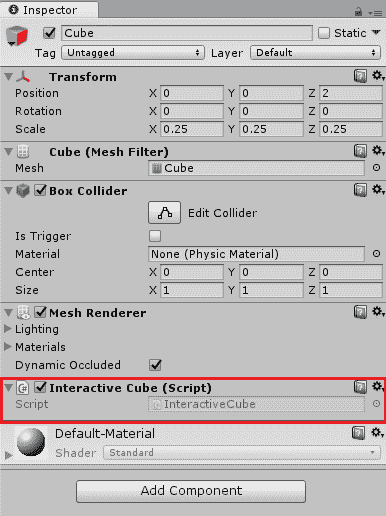 Inspector
Cube Static
Tag Untagged Layer Default
Transform
Position X 0 Y 0 Z 2
Rotation X 0 Y 0 Z 0
Scale X 0.25 Y 0.25 Z 0.25
Cube (Mesh Filter)
Mesh Cube
Box Collider
Edit Collider
Is Trigger
Material None (Physic Material)
Center X 0 Y 0 Z 0
Size X 1 Y 1 Z 1
Mesh Renderer
Lighting
Materials
Dynamic Occluded
Interactive Cube (Script)
Script InteractiveCube
Default-Material
Shader Standard
Add Component